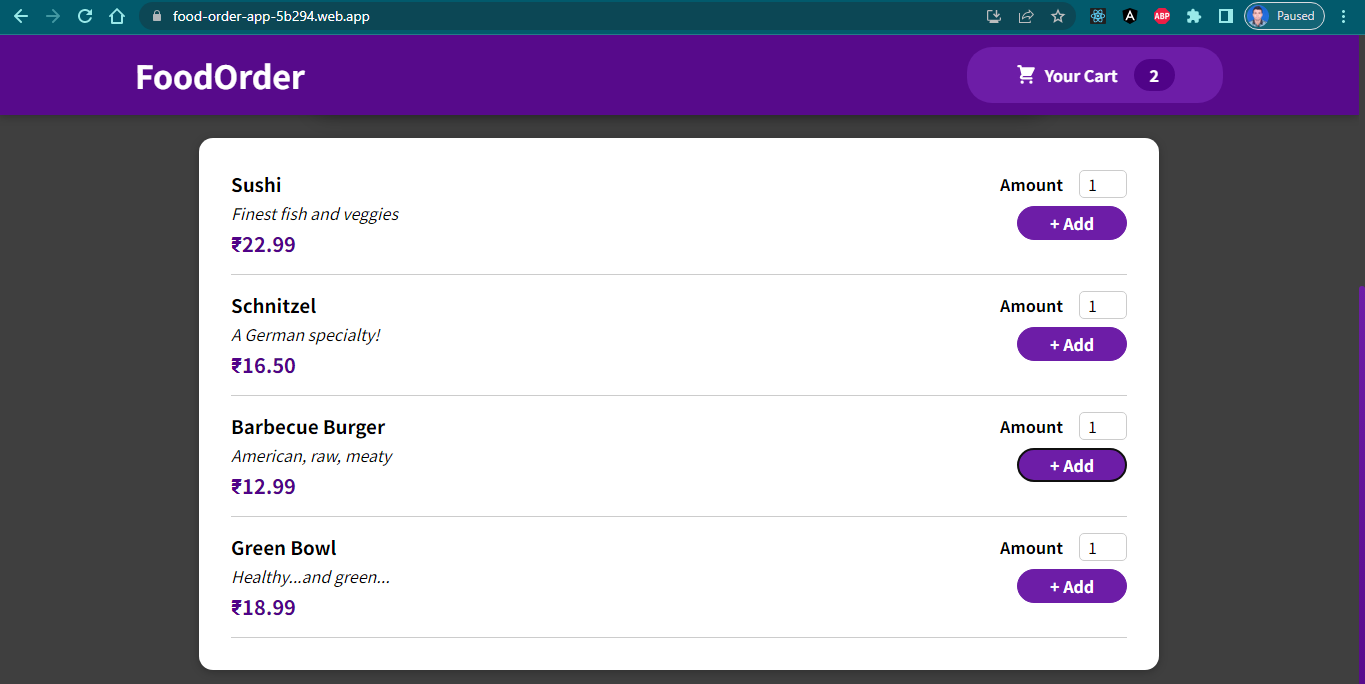 food-order-app-5b294.web.app
A
ABP
Paused
FoodOrder
Your Cart 2
Sushi
Amount 1
Finest fish and veggies
+ Add
₹22.99
Schnitzel
Amount 1
A German specialty!
+ Add
₹16.50
Barbecue Burger
Amount 1
American, raw, meaty
+ Add
₹12.99
Green Bowl
Amount 1
Healthy...and green...
+ Add
₹18.99